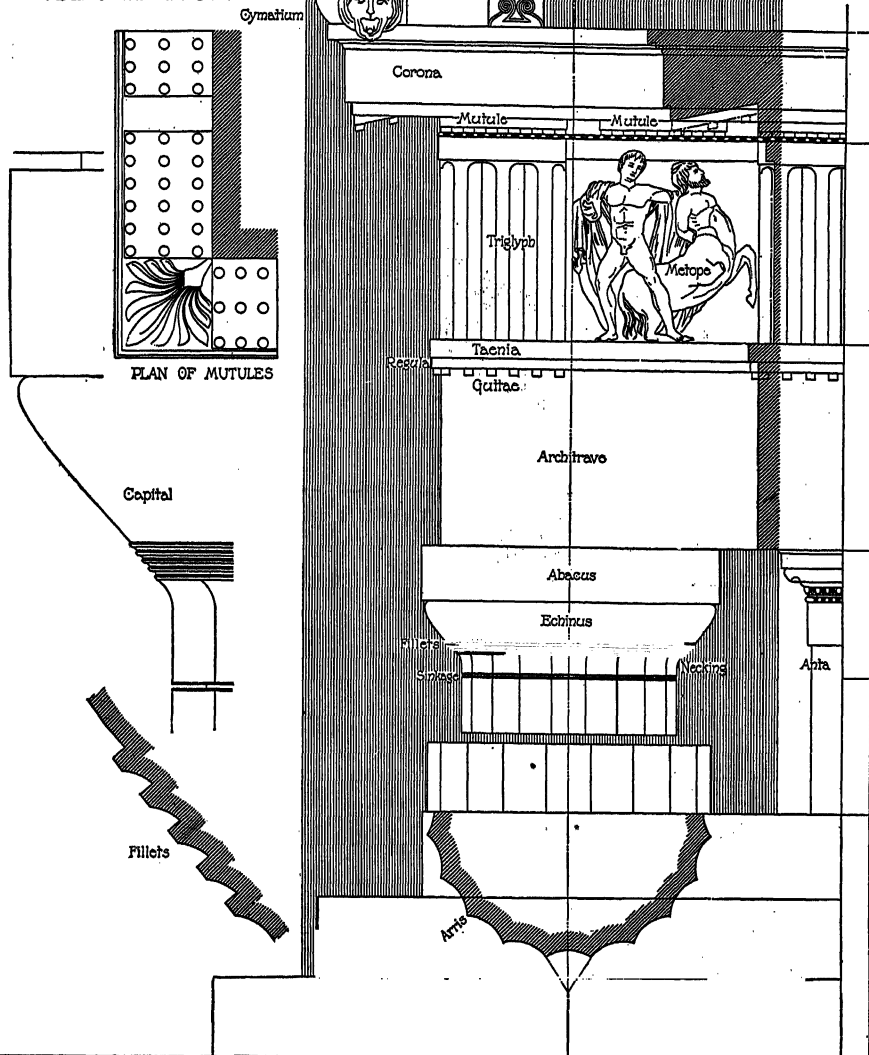 Cymatium
Corona
Mutule
Mutule
Triglyph
Metope
Taenia
Regula
Guttae
PLAN OF MUTULES
Architrave
Capital
Abacus
Echinus
Fillets
Necking
Sinkage
Anta
Fillets
Arris